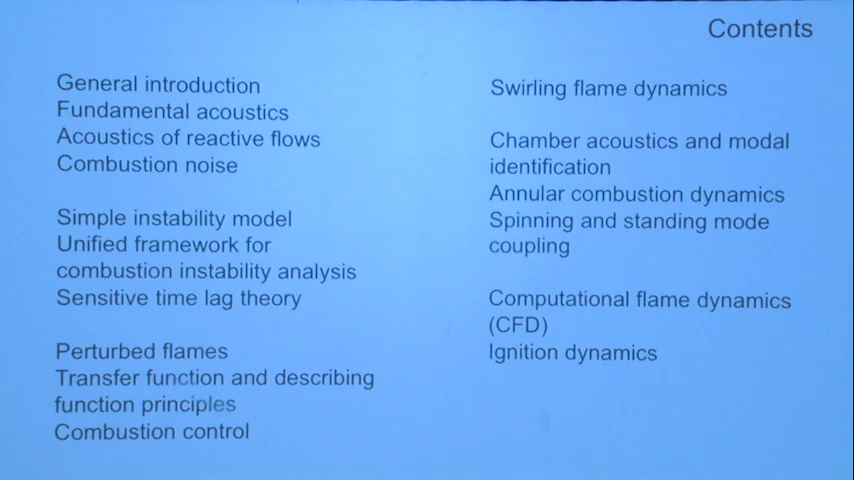 Contents
General introduction
Fundamental acoustics
Acoustics of reactive flows
Combustion noise
Simple instability model
Unified framework for
combustion instability analysis
Sensitive time lag theory
Perturbed flames
Transfer function and describing
function principles
Combustion control
Swirling flame dynamics
Chamber acoustics and modal
identification
Annular combustion dynamics
Spinning and standing mode
coupling
Computational flame dynamics
(CFD)
Ignition dynamics